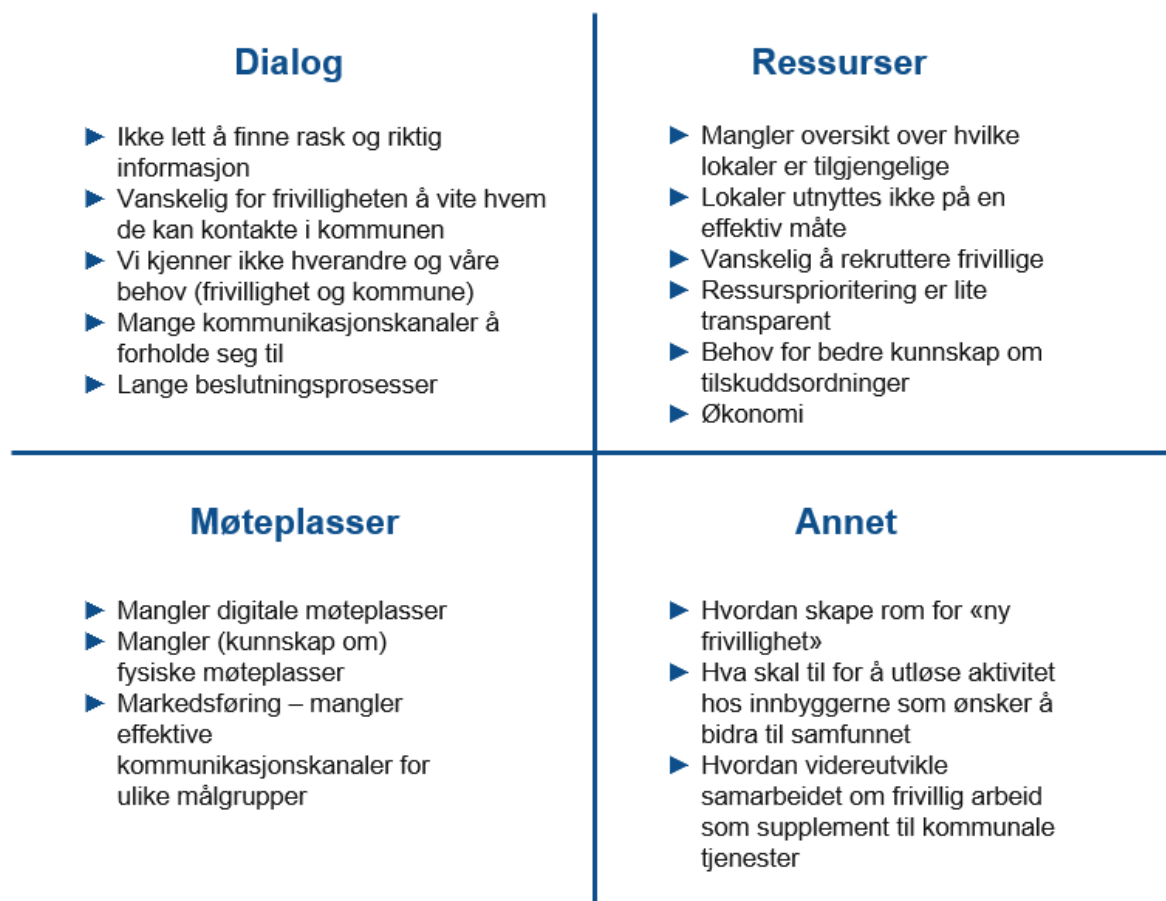 Dialog
Ikke lett å finne rask og riktig
informasjon
Vanskelig for frivilligheten å vite hvem
de kan kontakte i kommunen
Vi kjenner ikke hverandre og våre
behov (frivillighet og kommune)
Mange kommunikasjonskanaler å
forholde seg til
Lange beslutningsprosesser
Ressurser
Mangler oversikt over hvilke
lokaler er tilgjengelige
Lokaler utnyttes ikke på en
effektiv måte
Vanskelig å rekruttere frivillige
Ressursprioritering er lite
transparent
Behov for bedre kunnskap om
tilskuddsordninger
Økonomi
Møteplasser
Mangler digitale møteplasser
Mangler (kunnskap om)
fysiske møteplasser
Markedsføring – mangler
effektive
kommunikasjonskanaler for
ulike målgrupper
Annet
Hvordan skape rom for «ny
frivillighet»
Hva skal til for å utløse aktivitet
hos innbyggerne som ønsker å
bidra til samfunnet
Hvordan videreutvikle
samarbeidet om frivillig arbeid
som supplement til kommunale
tjenester